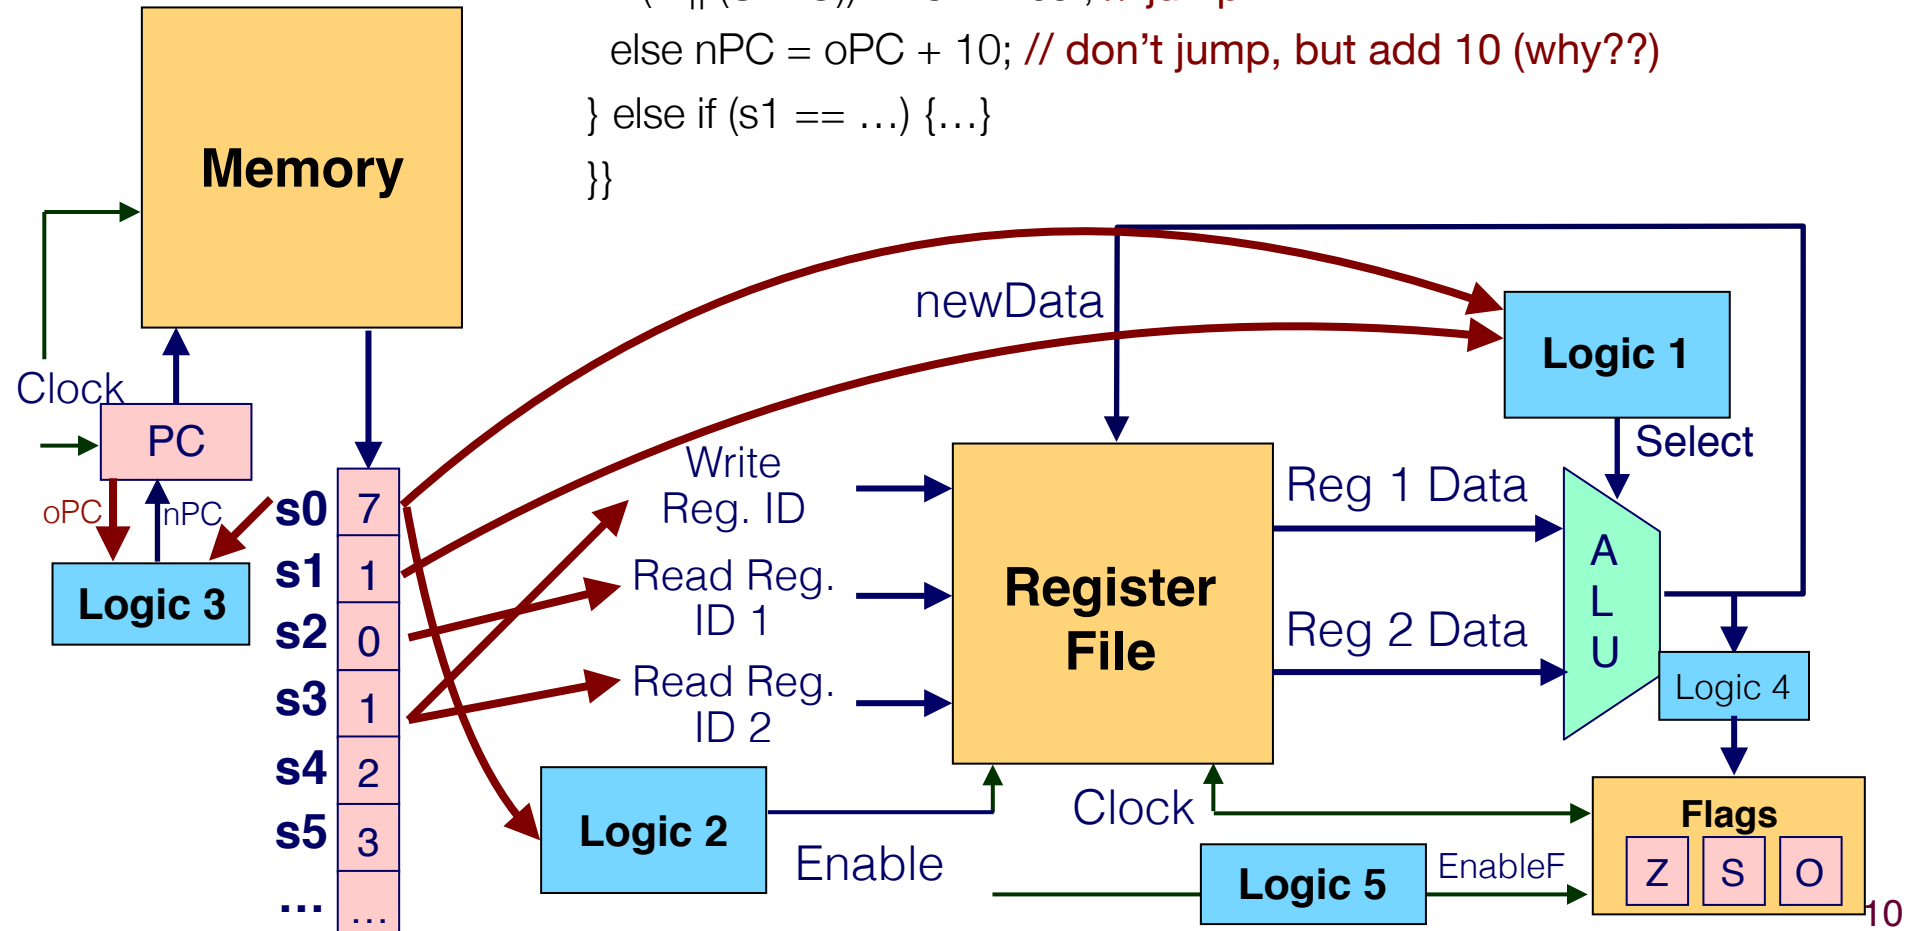 else nPC = oPC + 10; // don’t jump, but add 10 (why??)
} else if (s1 == …) {…}
}}
Memory
newData
Logic 1
Clock
PC
Select
oPC
nPC
Logic 3
s0 7
s1 1
s2 0
s3 1
s4 2
s5 3
... ...
Write
Reg. ID
Read Reg.
ID 1
Read Reg.
ID 2
Register
File
Reg 1 Data
Reg 2 Data
A
L
U
Logic 4
Logic 2
Enable
Clock
Logic 5
EnableF
Flags
Z S O
10